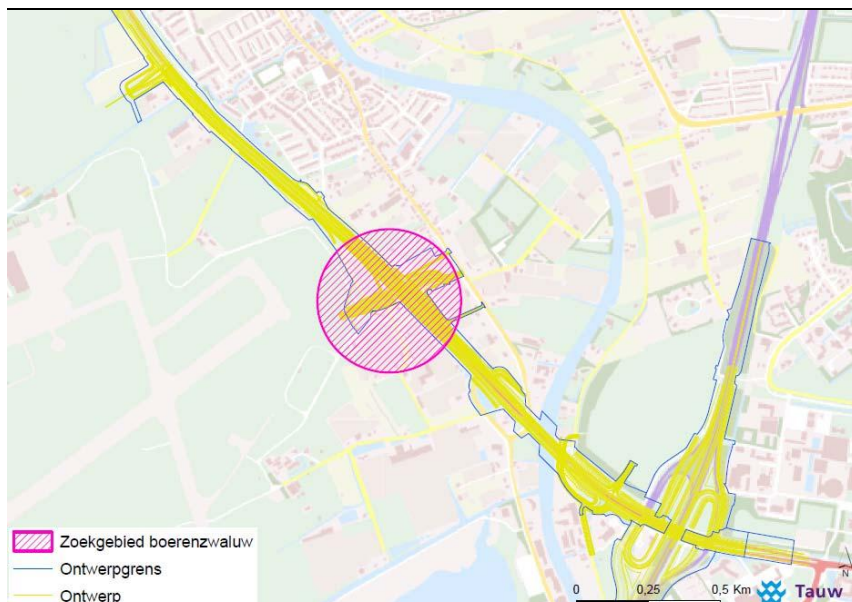 Zoekgebied boerenzwaluw
Ontwerpgrens
Ontwerp
0 0,25 0,5 Km
N
Tauw